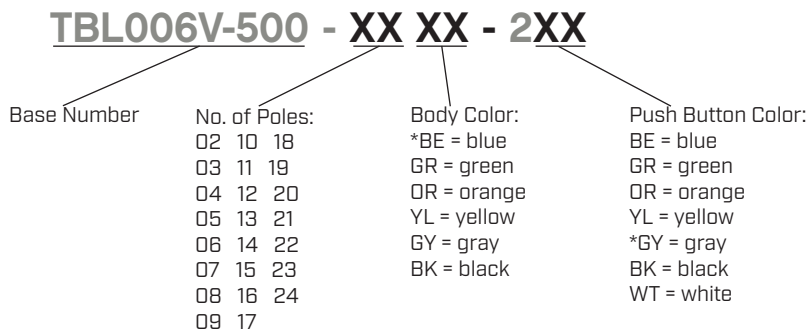 TBL006V-500 - XX XX - 2XX
Base Number
No. of Poles:
02 10 18
03 11 19
04 12 20
05 13 21
06 14 22
07 15 23
08 16 24
09 17
Body Color:
*BE = blue
GR = green
OR = orange
YL = yellow
GY = gray
BK = black
Push Button Color:
BE = blue
GR = green
OR = orange
YL = yellow
*GY = gray
BK = black
WT = white